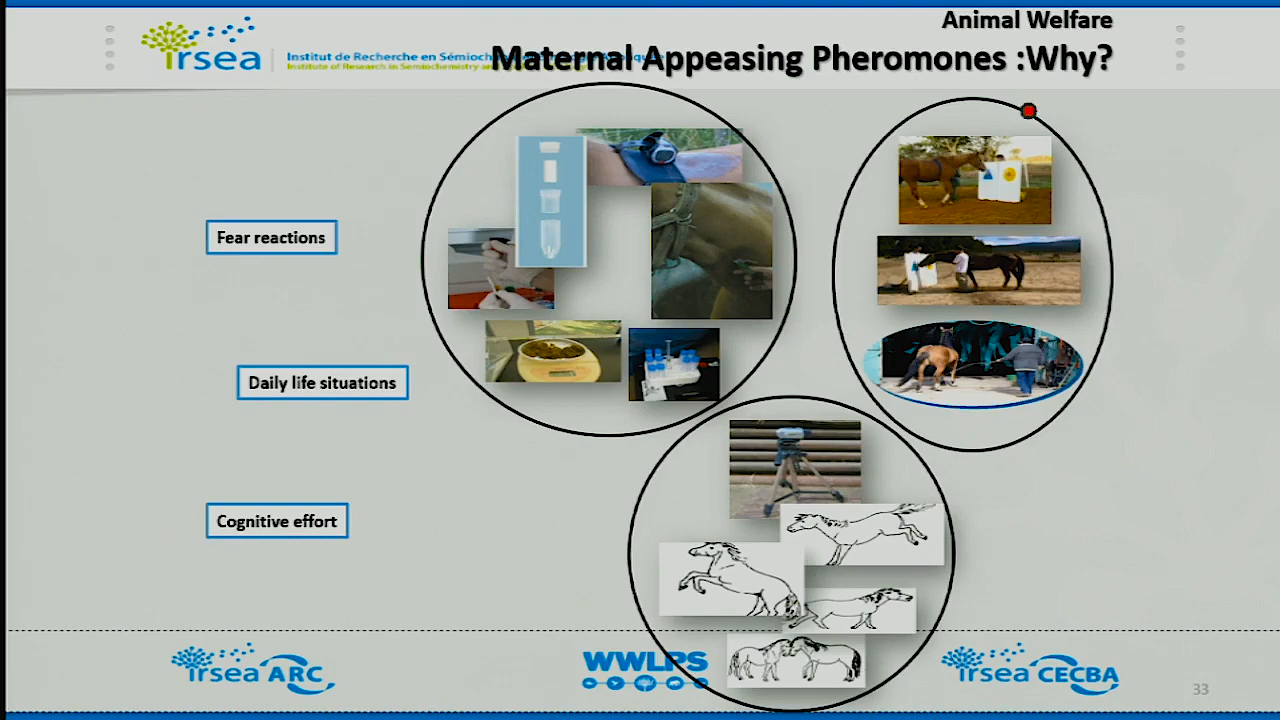 Animal Welfare
irsea
Institut de Recherche en Sémioch
Maternal Appeasing Pheromones :Why?
Institute of Research in Semiochemistry
Fear reactions
Daily life situations
Cognitive effort
irsea ARC
WWLPS
irsea CECBA
33